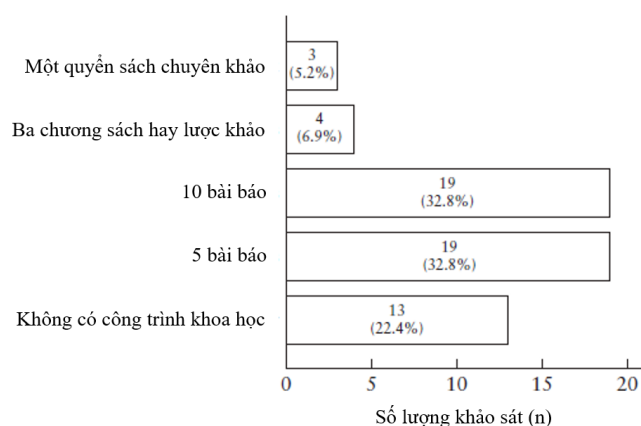 Một quyển sách chuyên khảo
3
(5.2%)
Ba chương sách hay lược khảo
4
(6.9%)
10 bài báo
19
(32.8%)
5 bài báo
19
(32.8%)
Không có công trình khoa học
13
(22.4%)
0 5 10 15 20
Số lượng khảo sát (n)